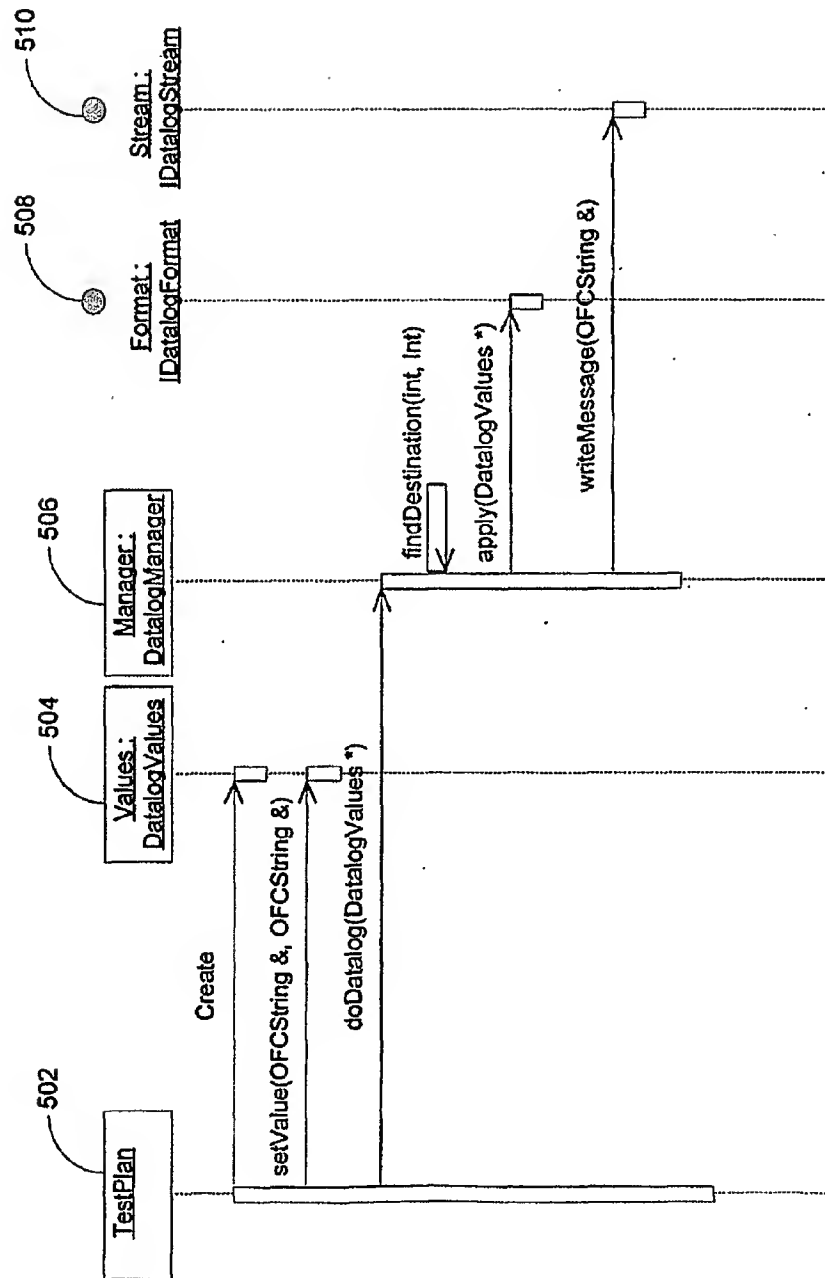 502
TestPlan
504
Values :
DatalogValues
506
Manager :
DatalogManager
508
Format :
IDatalogFormat
510
Stream :
IDatalogStream
Create
setValue(OFCString &, OFCString &)
doDatalog(DatalogValues *)
findDestination(int, int)
apply(DatalogValues *)
writeMessage(OFCString &)